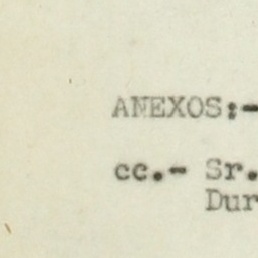 ANEXOS:-
cc.- Sr.
Dur